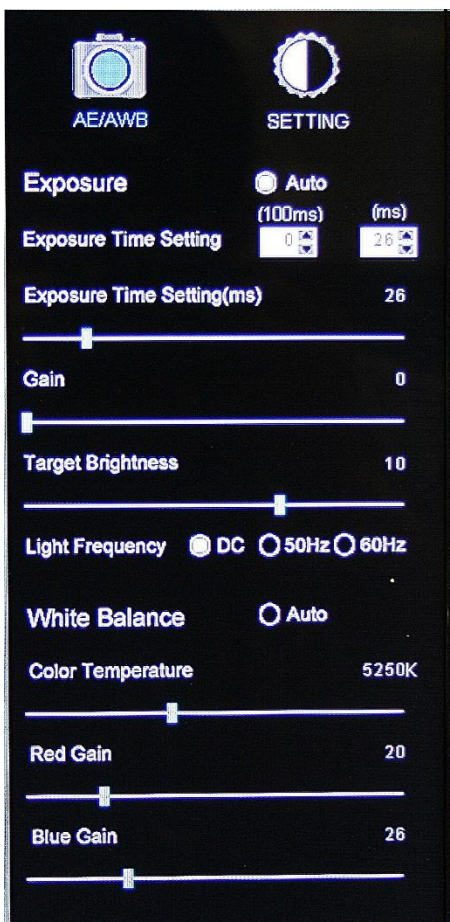 AE/AWB SETTING
Exposure Auto
(100ms) (ms)
Exposure Time Setting 0 26
Exposure Time Setting(ms) 26
Gain 0
Target Brightness 10
Light Frequency DC 50Hz 60Hz
White Balance Auto
Color Temperature 5250K
Red Gain 20
Blue Gain 26